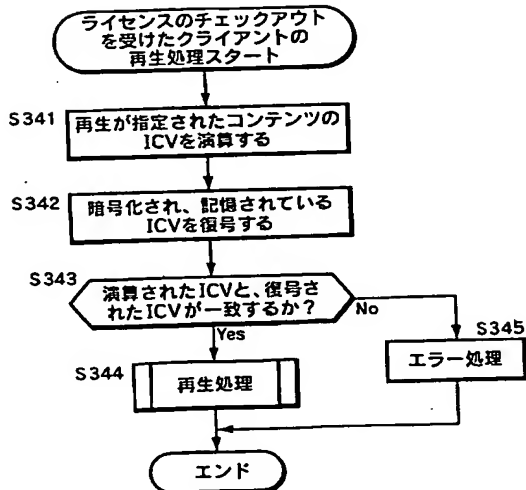 ライセンスのチェックアウト
を受けたクライアントの
再生処理スタート
S341
再生が指定されたコンテンツの
ICVを演算する
S342
暗号化され、記憶されている
ICVを復号する
S343
演算されたICVと、復号さ
れたICVが一致するか？
No
Yes
S345
エラー処理
S344
再生処理
エンド